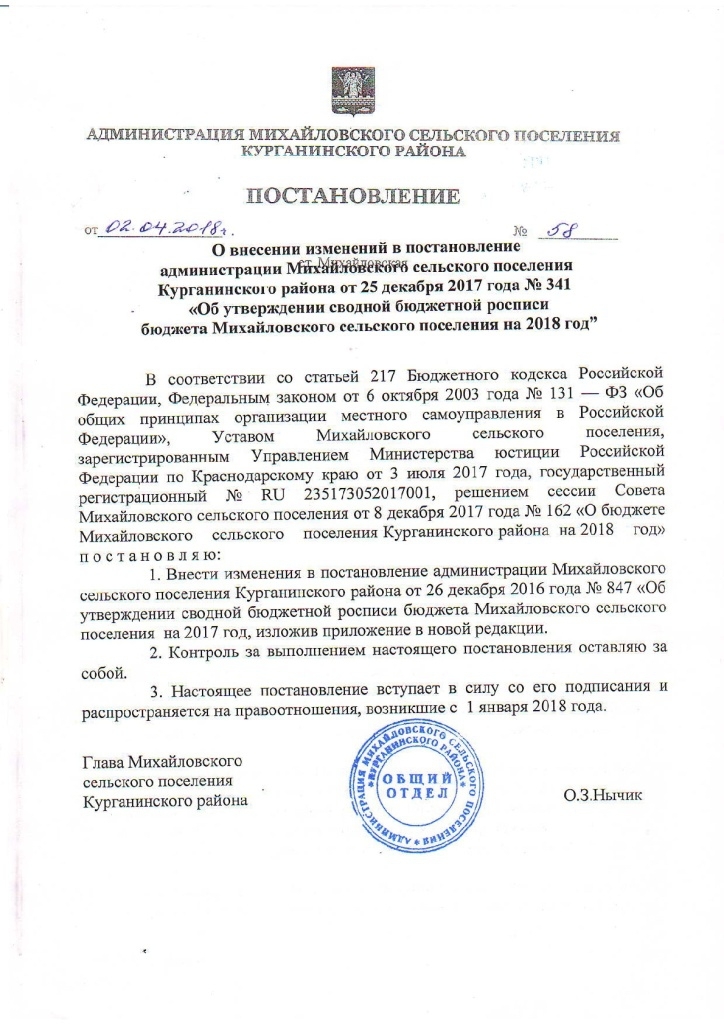 АДМИНИСТРАЦИЯ МИХАЙЛОВСКОГО СЕЛЬСКОГО ПОСЕЛЕНИЯ
КУРГАНИНСКОГО РАЙОНА
ПОСТАНОВЛЕНИЕ
от 02.04.2018г. № 58
О внесении изменений в постановление
ст. Михайловская
администрации Михайловского сельского поселения
Курганинского района от 25 декабря 2017 года № 341
«Об утверждении сводной бюджетной росписи
бюджета Михайловского сельского поселения на 2018 год”
В соответствии со статьей 217 Бюджетного кодекса Российской
Федерации, Федеральным законом от 6 октября 2003 года № 131 — ФЗ «Об
общих принципах организации местного самоуправления в Российской
Федерации», Уставом Михайловского сельского поселения,
зарегистрированным Управлением Министерства юстиции Российской
Федерации по Краснодарскому краю от 3 июля 2017 года, государственный
регистрационный № RU 235173052017001, решением сессии Совета
Михайловского сельского поселения от 8 декабря 2017 года № 162 «О бюджете
Михайловского сельского поселения Курганинского района на 2018 год»
п о с т а н о в л я ю:
1. Внести изменения в постановление администрации Михайловского
сельского поселения Курганинского района от 26 декабря 2016 года № 847 «Об
утверждении сводной бюджетной росписи бюджета Михайловского сельского
поселения на 2017 год, изложив приложение в новой редакции.
2. Контроль за выполнением настоящего постановления оставляю за
собой.
3. Настоящее постановление вступает в силу со его подписания и
распространяется на правоотношения, возникшие с 1 января 2018 года.
Глава Михайловского
сельского поселения
Курганинского района О.З.Нычик
АДМИНИСТРАЦИЯ МИХАЙЛОВСКОГО СЕЛЬСКОГО ПОСЕЛЕНИЯ *
* КУРГАНИНСКОГО РАЙОНА *
ОБЩИЙ
ОТДЕЛ